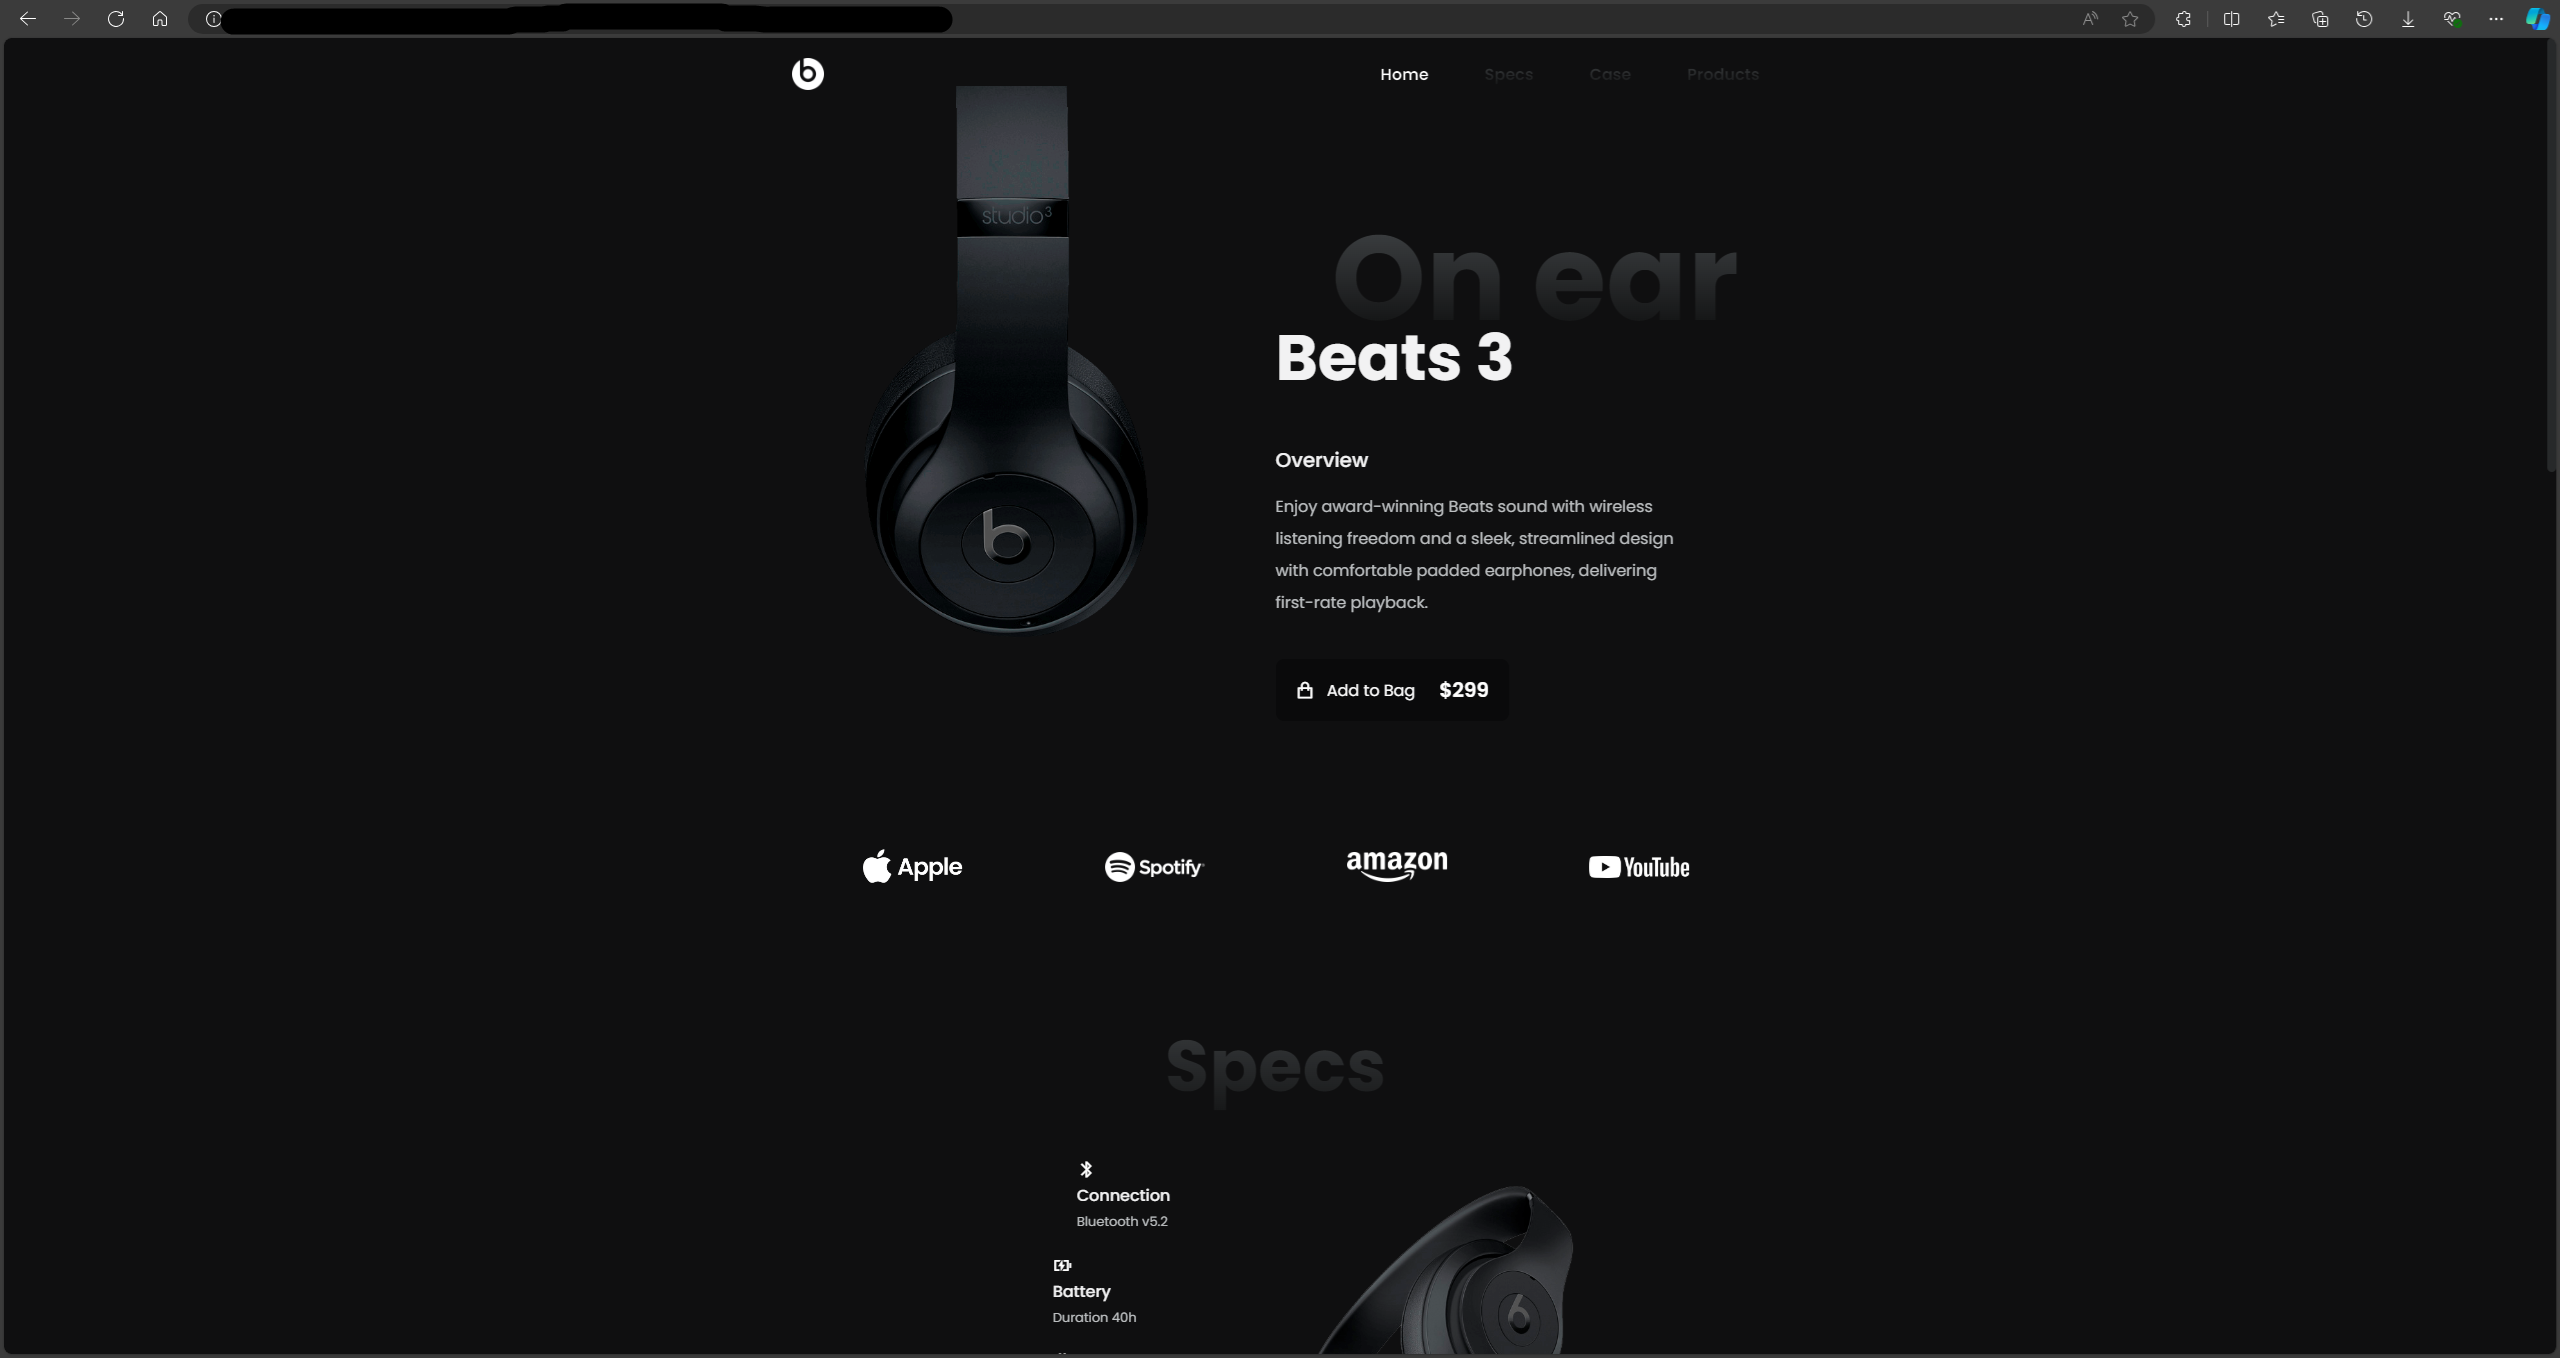 Home Specs Case Products
studio3
On ear
Beats 3
Overview
Enjoy award-winning Beats sound with wireless
listening freedom and a sleek, streamlined design
with comfortable padded earphones, delivering
first-rate playback.
Add to Bag $299
Apple Spotify amazon YouTube
Specs
Connection
Bluetooth v5.2
Battery
Duration 40h